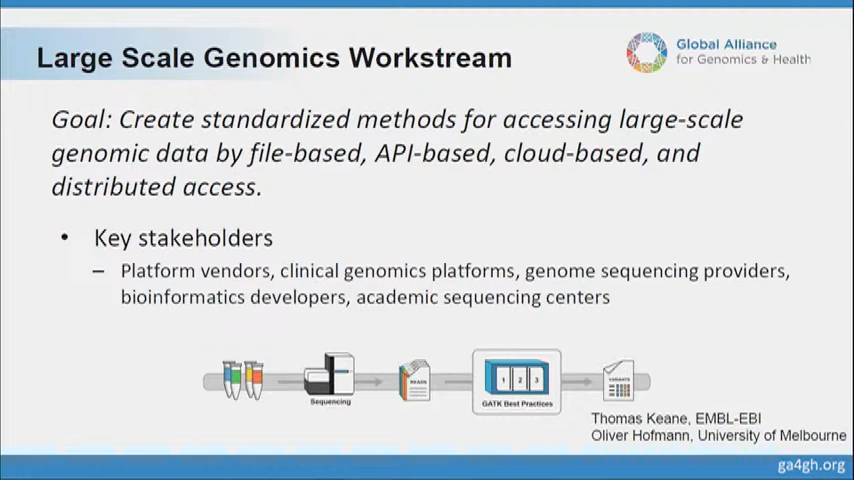 Large Scale Genomics Workstream
Global Alliance
for Genomics & Health
Goal: Create standardized methods for accessing large-scale
genomic data by file-based, API-based, cloud-based, and
distributed access.
• Key stakeholders
– Platform vendors, clinical genomics platforms, genome sequencing providers,
bioinformatics developers, academic sequencing centers
Sequencing
READS
1 2 3
GATK Best Practices
VARIANTS
Thomas Keane, EMBL-EBI
Oliver Hofmann, University of Melbourne
ga4gh.org